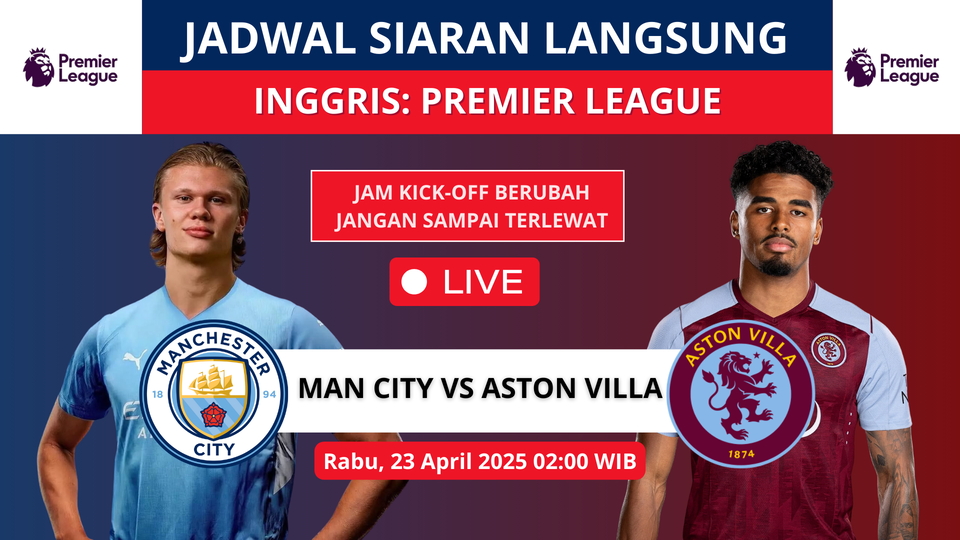 JADWAL SIARAN LANGSUNG
INGGRIS: PREMIER LEAGUE
Premier
League
Premier
League
JAM KICK-OFF BERUBAH
JANGAN SAMPAI TERLEWAT
LIVE
MANCHESTER
18 94
CITY
MAN CITY VS ASTON VILLA
ASTON VILLA
1874
Rabu, 23 April 2025 02:00 WIB